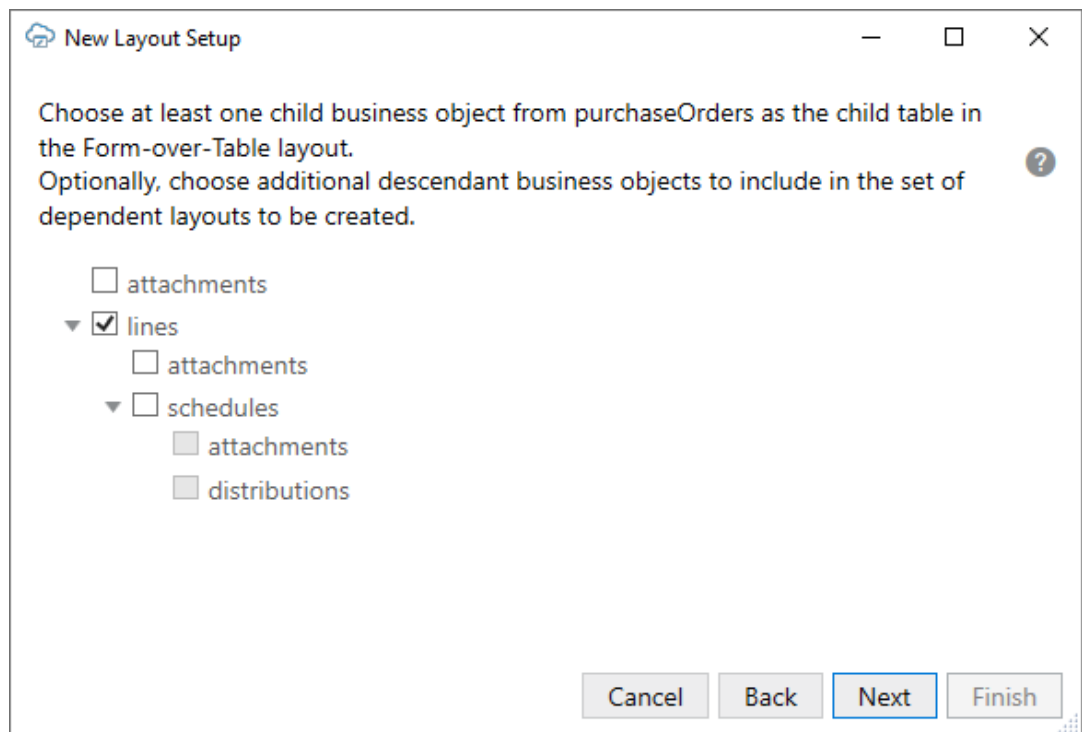 New Layout Setup
Choose at least one child business object from purchaseOrders as the child table in
the Form-over-Table layout.
?
Optionally, choose additional descendant business objects to include in the set of
dependent layouts to be created.
attachments
lines
attachments
schedules
attachments
distributions
Cancel Back Next Finish